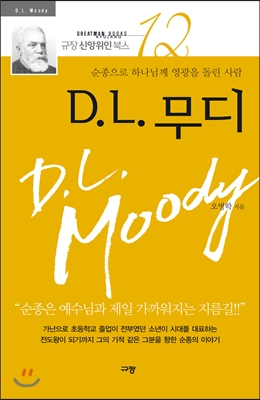 D.L. Moody
GREATMAN BOOKS
KYUJANG
규장 신앙위인 북스
12
순종으로 하나님께 영광을 돌린 사람
D.L. 무디
D.L.
Moody
오병학 지음
“순종은 예수님과 제일 가까워지는 지름길!!”
가난으로 초등학교 졸업이 전부였던 소년이 시대를 대표하는
전도왕이 되기까지 그의 기적 같은 그분을 향한 순종의 이야기
규장
yes24